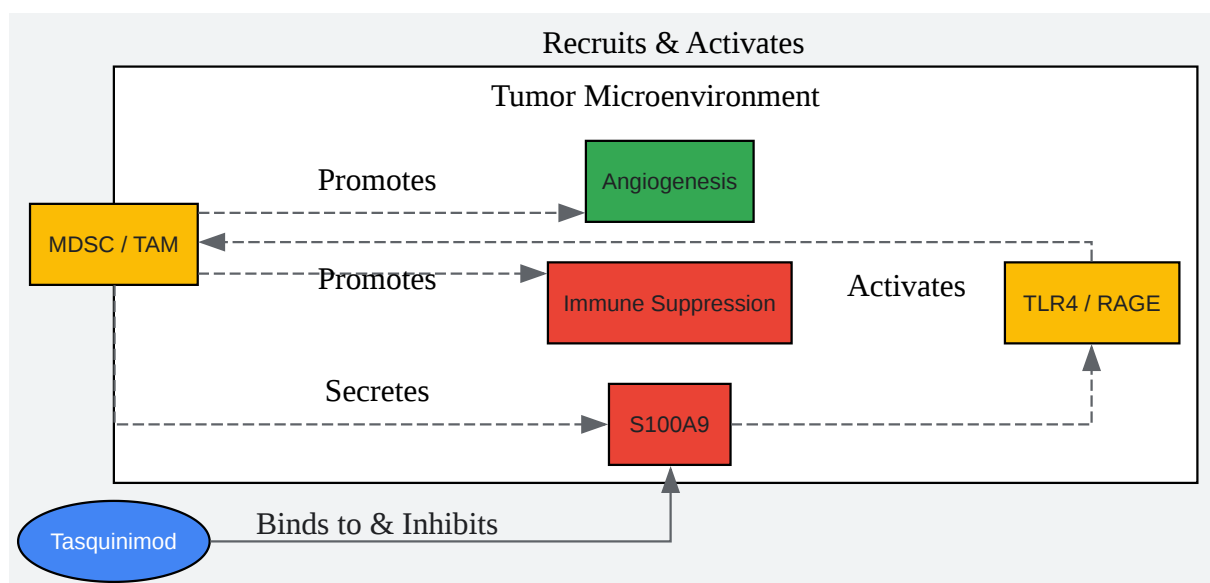 Recruits & Activates
Tumor Microenvironment
Promotes
Angiogenesis
MDSC / TAM
Promotes
Immune Suppression
Activates
TLR4 / RAGE
Secretes
S100A9
Binds to & Inhibits
Tasquinimod